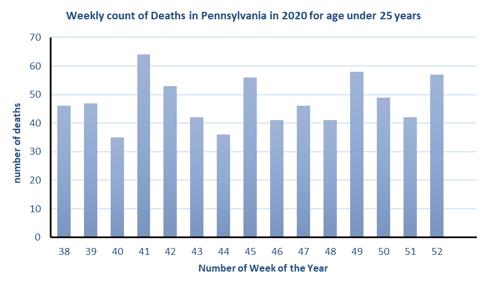 Weekly count of Deaths in Pennsylvania in 2020 for age under 25 years
number of deaths
70
60
50
40
30
20
10
0
38 39 40 41 42 43 44 45 46 47 48 49 50 51 52
Number of Week of the Year